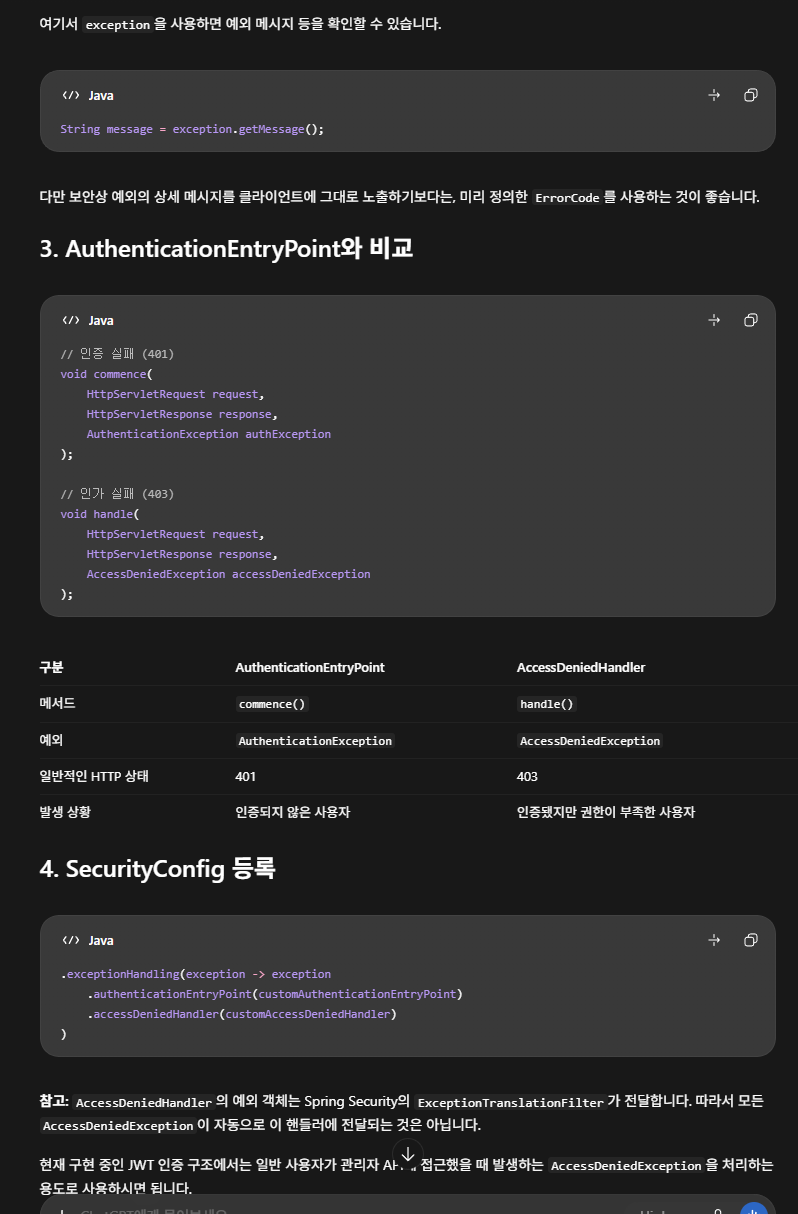 여기서 exception을 사용하면 예외 메시지 등을 확인할 수 있습니다.
Java
String message = exception.getMessage();
다만 보안상 예외의 상세 메시지를 클라이언트에 그대로 노출하기보다는, 미리 정의한 ErrorCode를 사용하는 것이 좋습니다.
3. AuthenticationEntryPoint와 비교
Java
// 인증 실패 (401)
void commence(
    HttpServletRequest request,
    HttpServletResponse response,
    AuthenticationException authException
);
// 인가 실패 (403)
void handle(
    HttpServletRequest request,
    HttpServletResponse response,
    AccessDeniedException accessDeniedException
);
구분 AuthenticationEntryPoint AccessDeniedHandler
메서드 commence() handle()
예외 AuthenticationException AccessDeniedException
일반적인 HTTP 상태 401 403
발생 상황 인증되지 않은 사용자 인증됐지만 권한이 부족한 사용자
4. SecurityConfig 등록
Java
.exceptionHandling(exception -> exception
    .authenticationEntryPoint(customAuthenticationEntryPoint)
    .accessDeniedHandler(customAccessDeniedHandler)
)
참고: AccessDeniedHandler의 예외 객체는 Spring Security의 ExceptionTranslationFilter가 전달합니다. 따라서 모든
AccessDeniedException이 자동으로 이 핸들러에 전달되는 것은 아닙니다.
현재 구현 중인 JWT 인증 구조에서는 일반 사용자가 관리자 접근했을 때 발생하는 AccessDeniedException을 처리하는
용도로 사용하시면 됩니다.